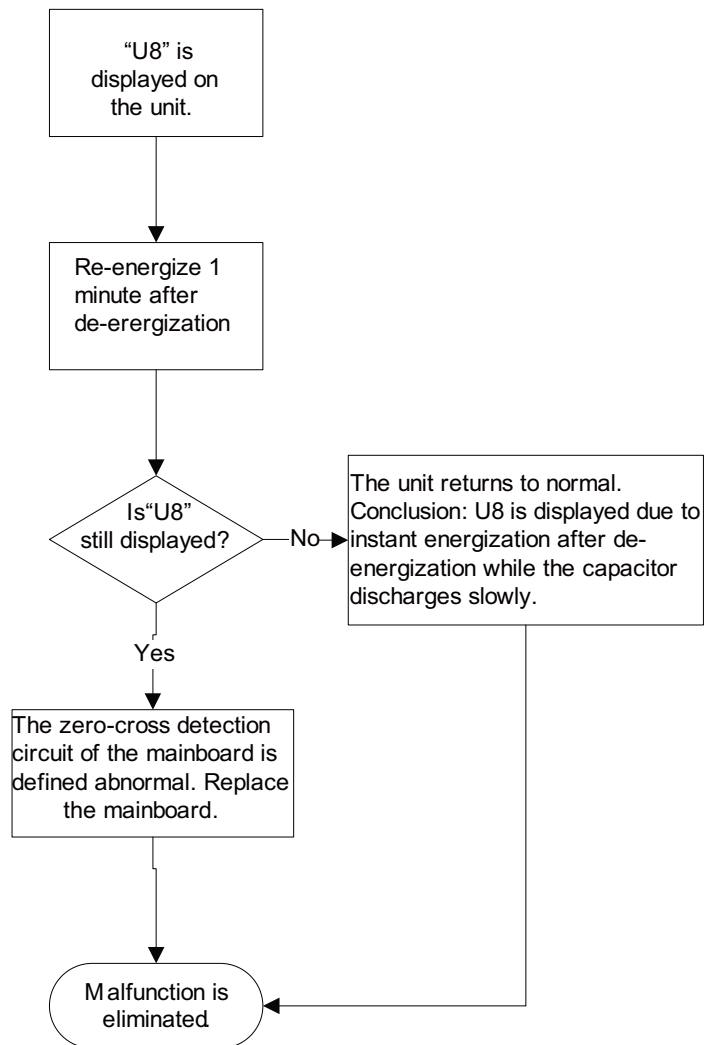 “U8” is
displayed on
the unit.
Re-energize 1
minute after
de-erergization
Is“U8”
still displayed?
No
The unit returns to normal.
Conclusion: U8 is displayed due to
instant energization after de-
energization while the capacitor
discharges slowly.
Yes
The zero-cross detection
circuit of the mainboard is
defined abnormal. Replace
the mainboard.
Malfunction is
eliminated.